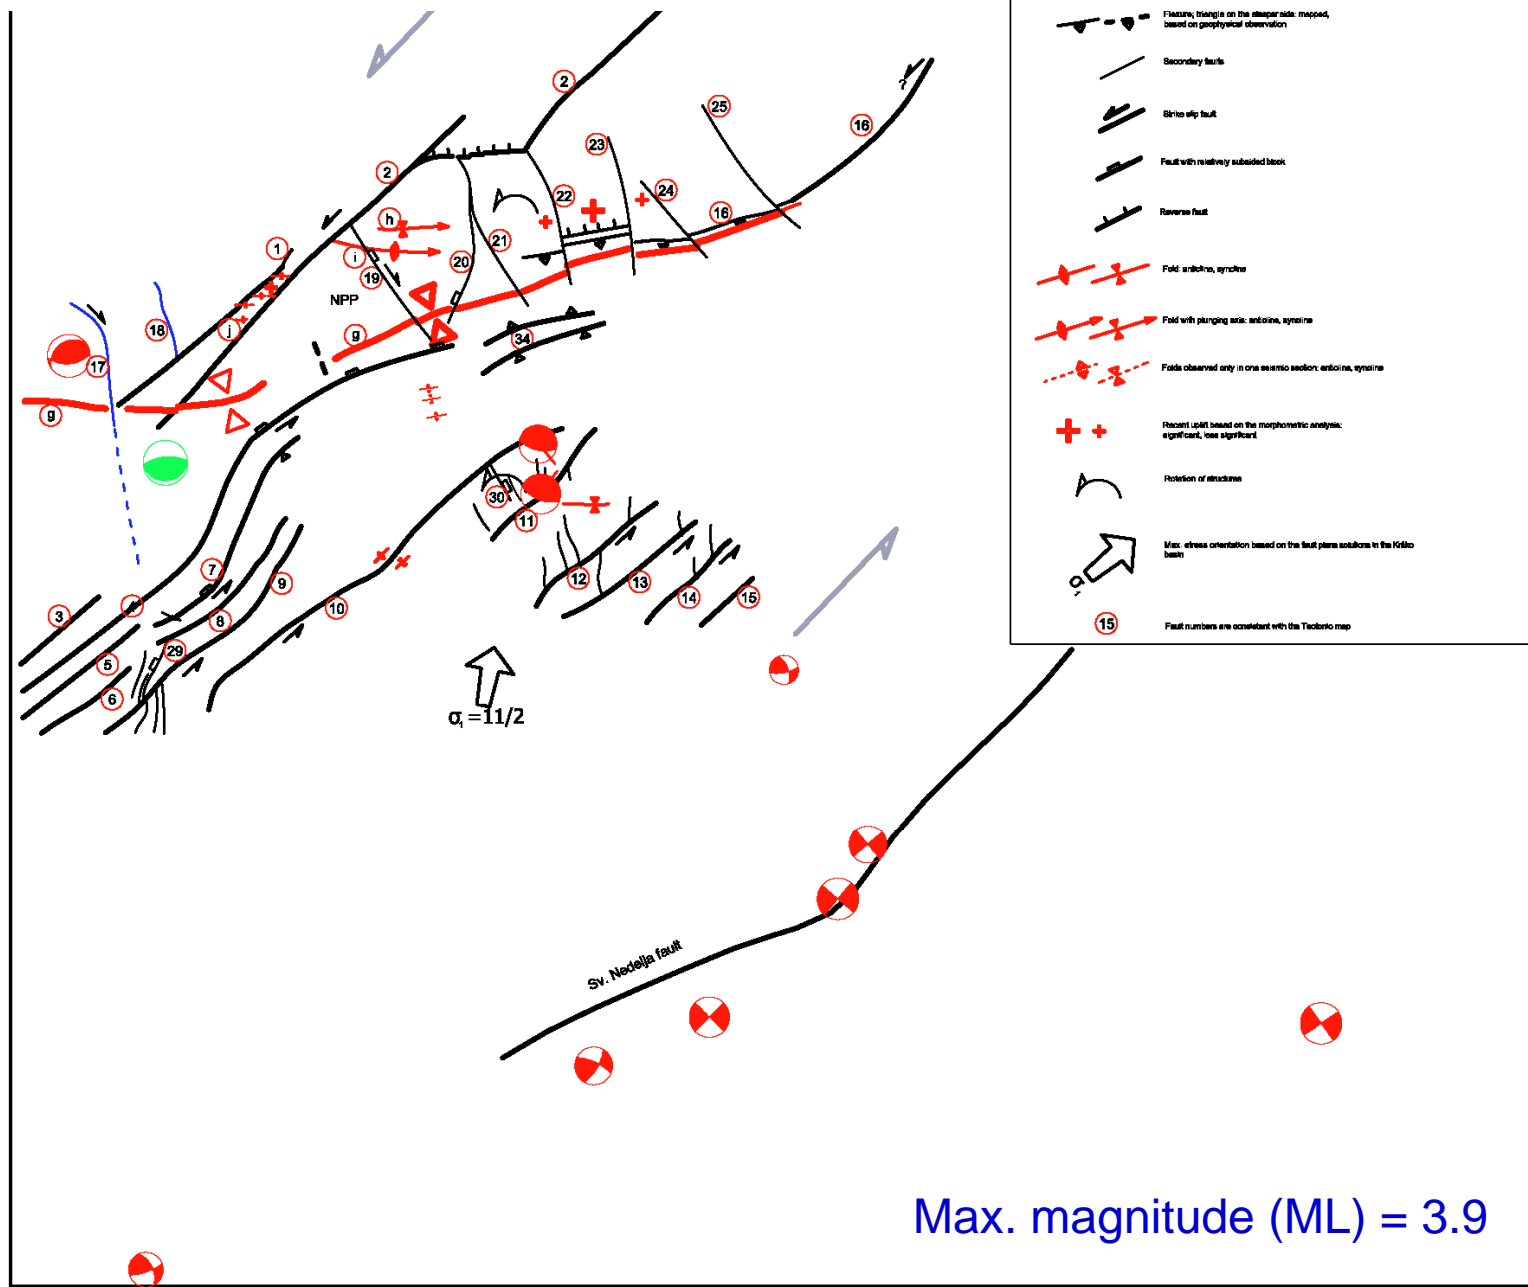 Flexure; triangle on the steeper side: mapped,
based on geophysical observation
Secondary faults
Strike slip fault
Fault with relatively subsided block
Reverse fault
Fold: anticline, syncline
Fold with plunging axis: anticline, syncline
Folds observed only in one seismic section: anticline, syncline
Recent uplift based on the morphometric analysis:
significant, less significant
Rotation of structures
σ₁
Max. stress orientation based on the fault plane solutions in the Krško
basin
15
Fault numbers are consistent with the Tectonic map
2
25
?
16
23
2
24
22
16
h
21
1
i
20
19
NPP
18
j
g
34
17
g
30
11
7
9
12
13
14
15
3
8
10
29
5
6
σ₁ =11/2
Sv. Nedelja fault
Max. magnitude (ML) = 3.9